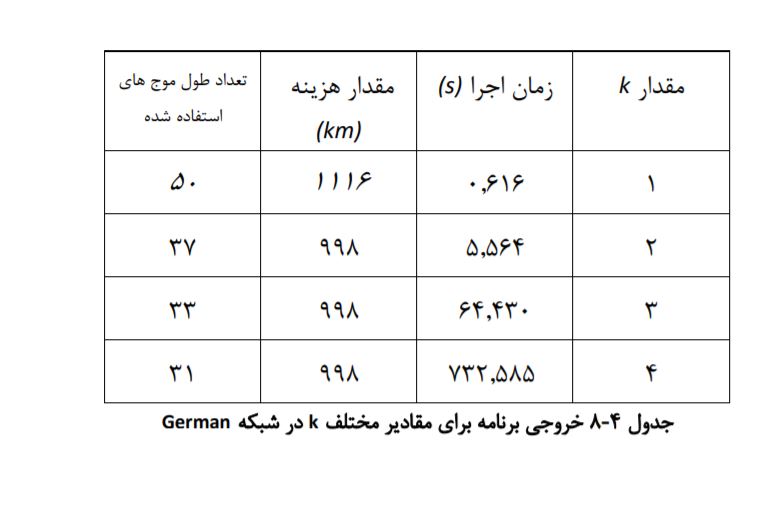 مقدار k	زمان اجرا (s)	مقدار هزینه (km)	تعداد طول موج های استفاده شده
۱	۰,۶۱۶	۱۱۱۶	۵۰
۲	۵,۵۶۴	۹۹۸	۳۷
۳	۶۴,۴۳۰	۹۹۸	۳۳
۴	۷۳۲,۵۸۵	۹۹۸	۳۱
جدول ۴-۸ خروجی برنامه برای مقادیر مختلف k در شبکه German